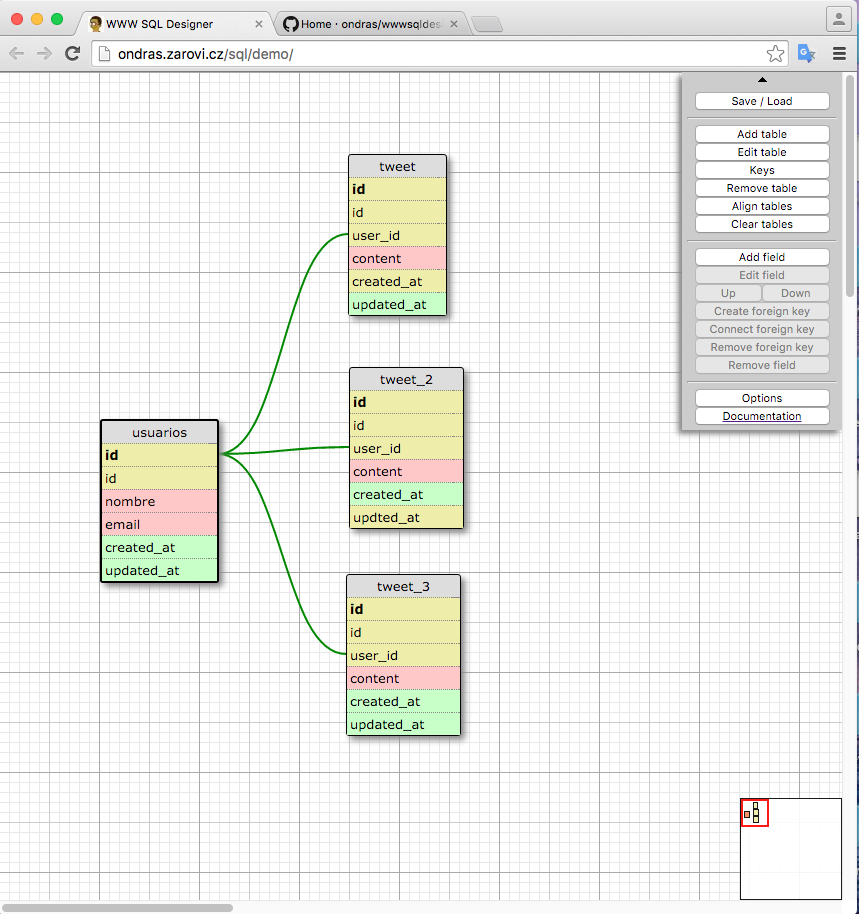 WWW SQL Designer
Home · ondras/wwwsqldes
ondras.zarovi.cz/sql/demo/
Save / Load
Add table
Edit table
Keys
Remove table
Align tables
Clear tables
Add field
Edit field
Up Down
Create foreign key
Connect foreign key
Remove foreign key
Remove field
Options
Documentation
tweet
id
id
user_id
content
created_at
updated_at
tweet_2
id
id
user_id
content
created_at
updted_at
usuarios
id
id
nombre
email
created_at
updated_at
tweet_3
id
id
user_id
content
created_at
updated_at